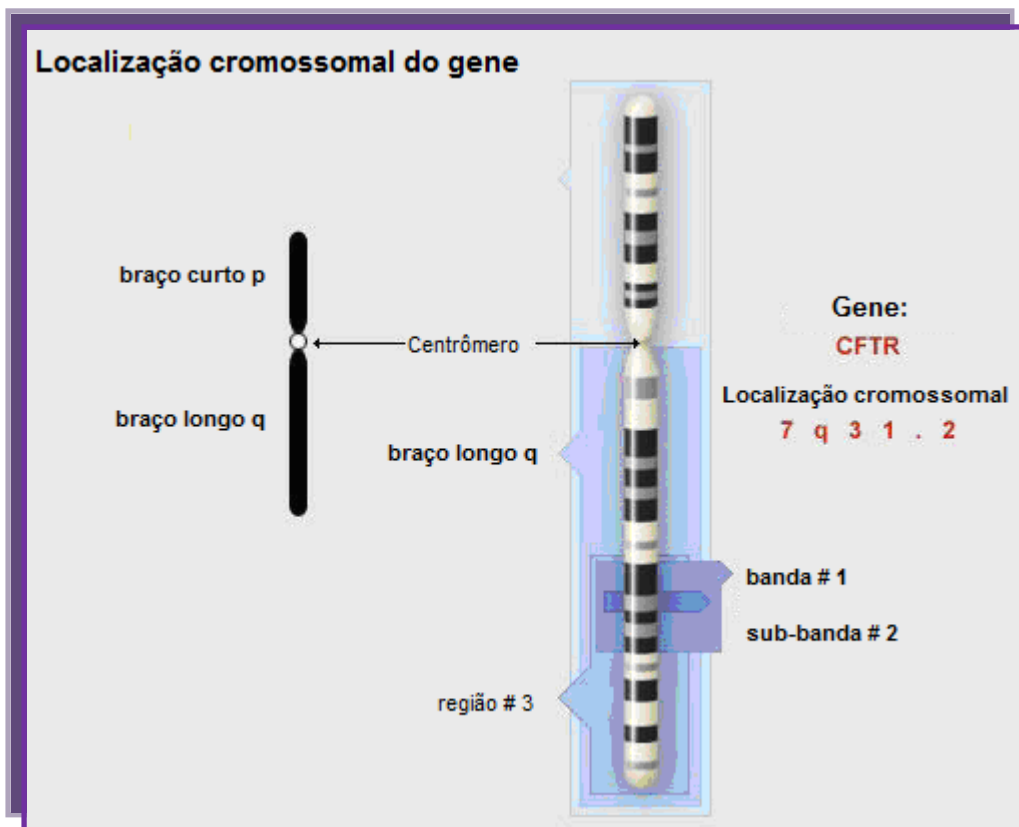 Localização cromossomal do gene
braço curto p
Centrômero
braço longo q
braço longo q
Gene:
CFTR
Localização cromossomal
7 q 3 1 . 2
banda # 1
sub-banda # 2
região # 3